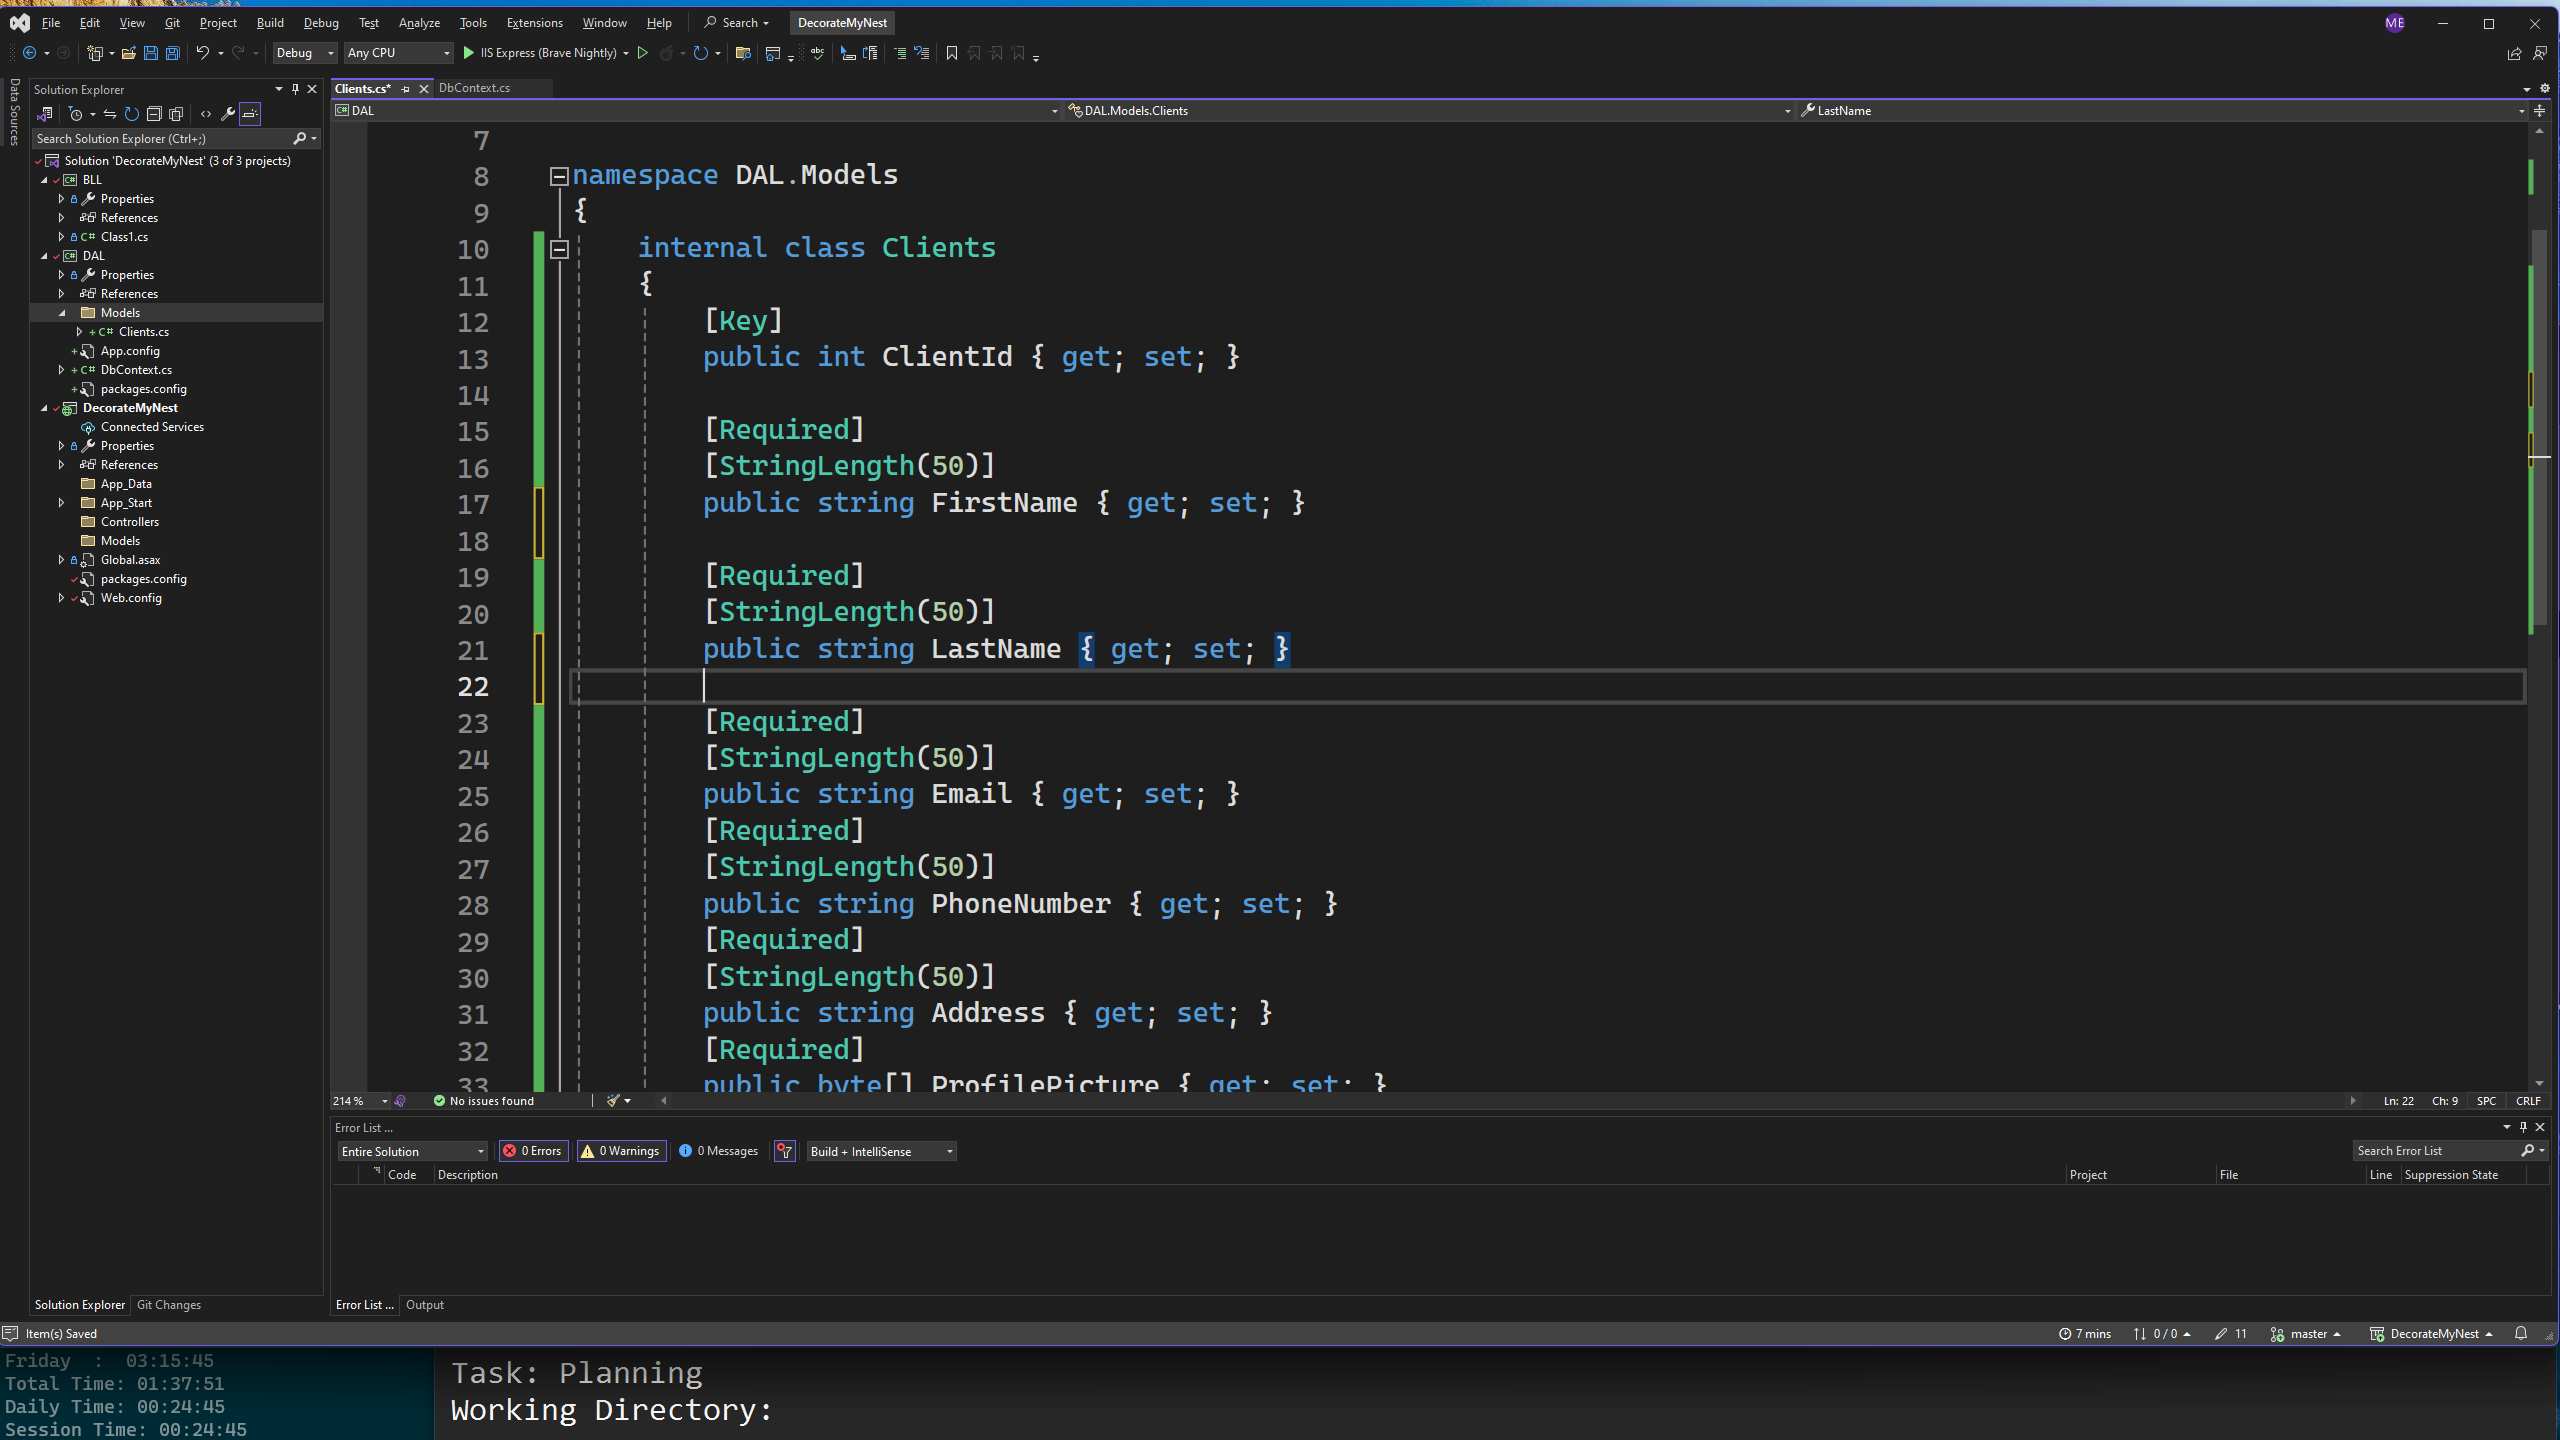 File Edit View Git Project Build Debug Test Analyze Tools Extensions Window Help Search DecorateMyNest ME
Debug Any CPU IIS Express (Brave Nightly)
Data Sources
Solution Explorer
Search Solution Explorer (Ctrl+;)
Solution 'DecorateMyNest' (3 of 3 projects)
BLL
Properties
References
C# Class1.cs
DAL
Properties
References
Models
C# Clients.cs
App.config
C# DbContext.cs
packages.config
DecorateMyNest
Connected Services
Properties
References
App_Data
App_Start
Controllers
Models
Global.asax
packages.config
Web.config
Solution Explorer Git Changes
Clients.cs* DbContext.cs
DAL DAL.Models.Clients LastName
7
8 namespace DAL.Models
9 {
10 internal class Clients
11 {
12 [Key]
13 public int ClientId { get; set; }
14
15 [Required]
16 [StringLength(50)]
17 public string FirstName { get; set; }
18
19 [Required]
20 [StringLength(50)]
21 public string LastName { get; set; }
22
23 [Required]
24 [StringLength(50)]
25 public string Email { get; set; }
26 [Required]
27 [StringLength(50)]
28 public string PhoneNumber { get; set; }
29 [Required]
30 [StringLength(50)]
31 public string Address { get; set; }
32 [Required]
33 public byte[] ProfilePicture { get; set; }
214 % No issues found Ln: 22 Ch: 9 SPC CRLF
Error List ...
Entire Solution 0 Errors 0 Warnings 0 Messages Build + IntelliSense Search Error List
Code Description Project File Line Suppression State
Error List ... Output
Item(s) Saved 7 mins 0 / 0 11 master DecorateMyNest
Friday : 03:15:45
Total Time: 01:37:51
Daily Time: 00:24:45
Session Time: 00:24:45
Task: Planning
Working Directory: